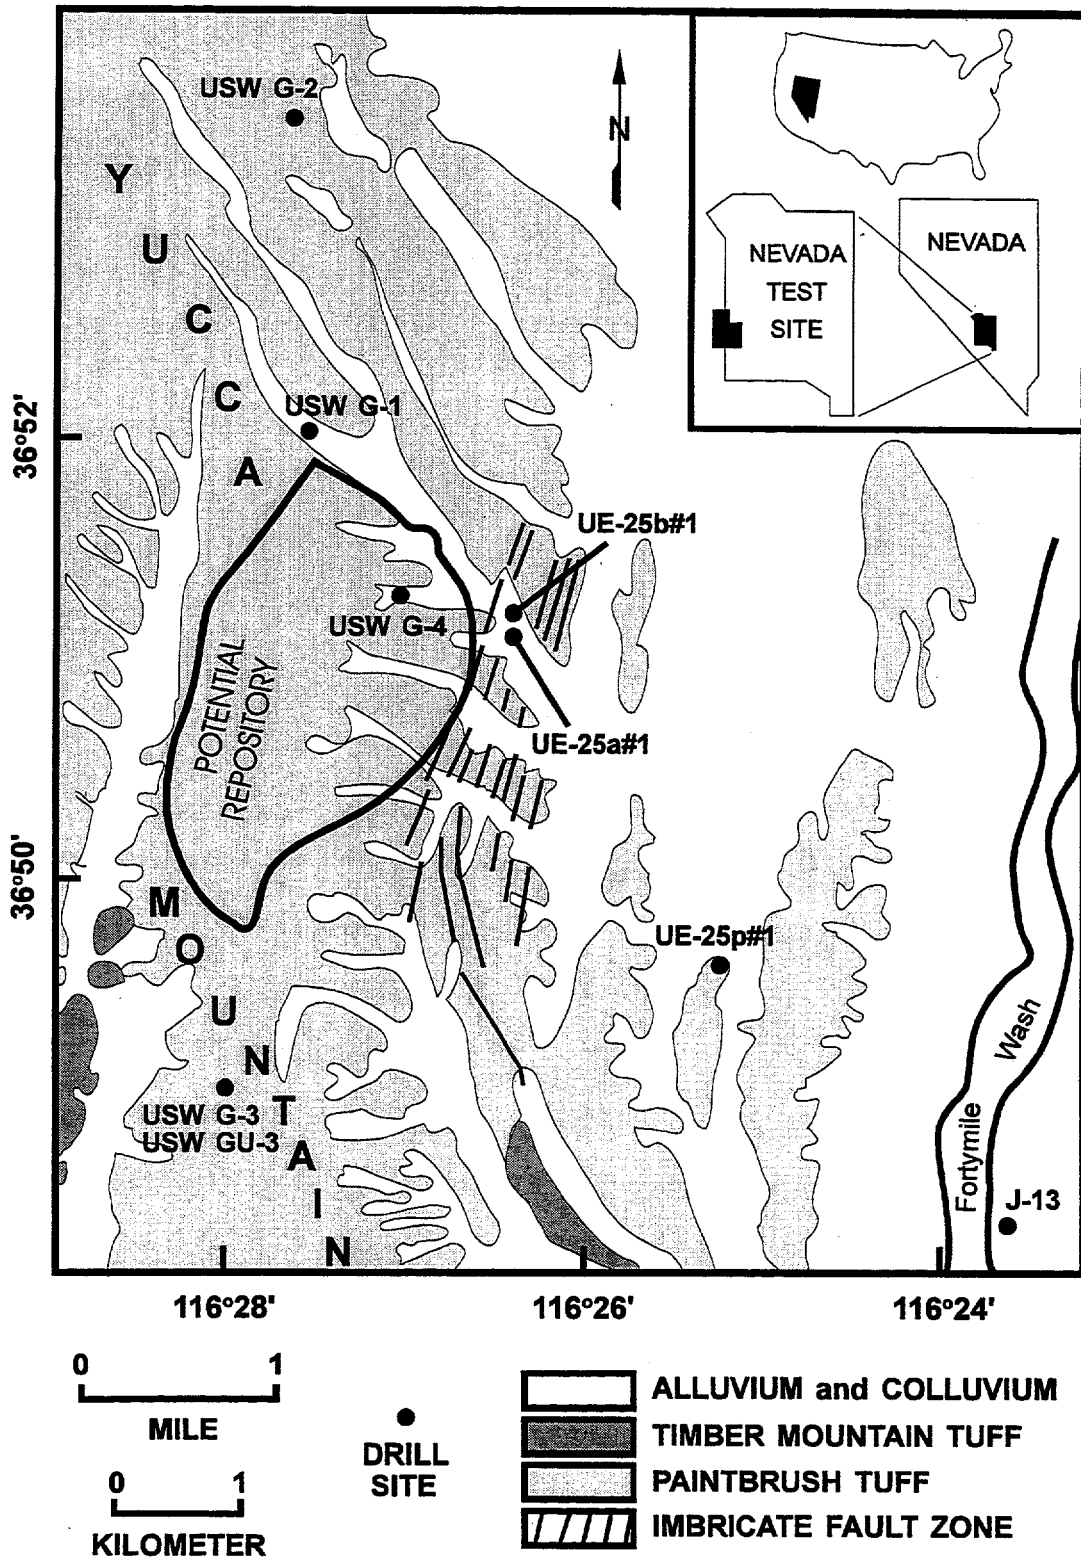 USW G-2
N
NEVADA
TEST
SITE
NEVADA
YUCCA
USW G-1
36°52'
UE-25b#1
USW G-4
UE-25a#1
POTENTIAL
REPOSITORY
36°50'
MOUNTAIN
UE-25p#1
USW G-3
USW GU-3
Fortymile Wash
J-13
116°28'
116°26'
116°24'
0 1
MILE
0 1
KILOMETER
DRILL
SITE
ALLUVIUM and COLLUVIUM
TIMBER MOUNTAIN TUFF
PAINTBRUSH TUFF
IMBRICATE FAULT ZONE